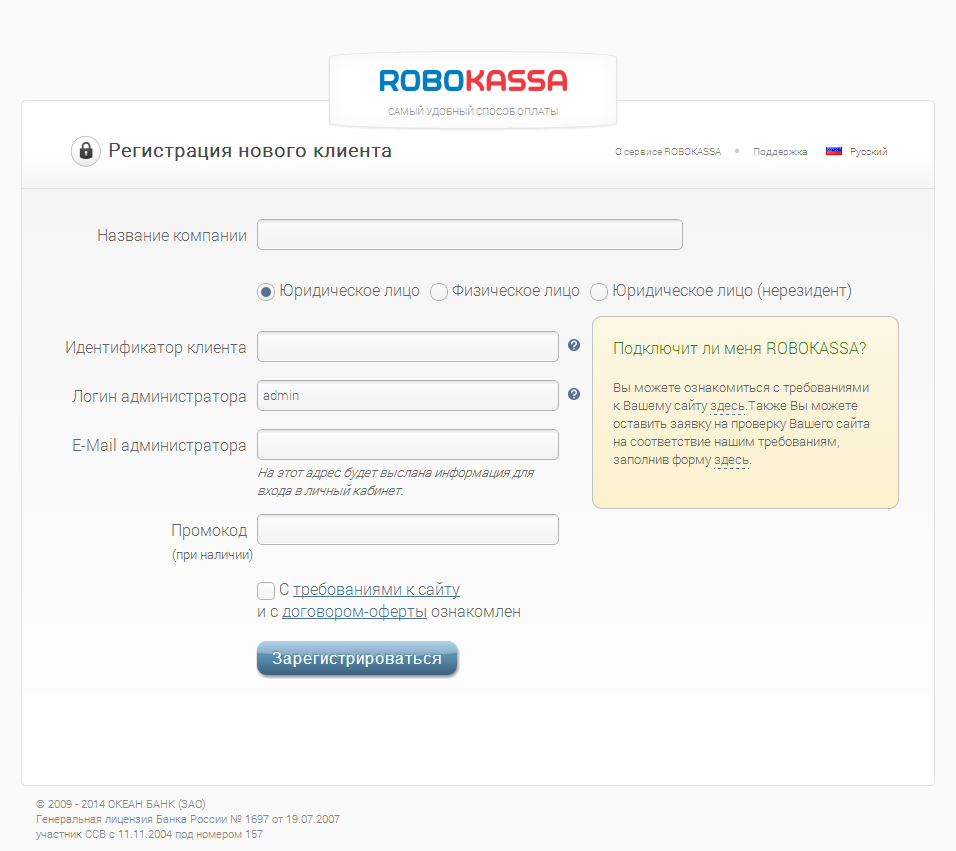 ROBOKASSA
САМЫЙ УДОБНЫЙ СПОСОБ ОПЛАТЫ
Регистрация нового клиента
О сервисе ROBOKASSA
Поддержка
Русский
Название компании
Юридическое лицо
Физическое лицо
Юридическое лицо (нерезидент)
Идентификатор клиента
?
Логин администратора
admin
?
E-Mail администратора
На этот адрес будет выслана информация для
входа в личный кабинет.
Подключит ли меня ROBOKASSA?
Вы можете ознакомиться с требованиями
к Вашему сайту здесь.Также Вы можете
оставить заявку на проверку Вашего сайта
на соответствие нашим требованиям,
заполнив форму здесь.
Промокод
(при наличии)
С требованиями к сайту
и с договором-оферты ознакомлен
Зарегистрироваться
© 2009 - 2014 ОКЕАН БАНК (ЗАО)
Генеральная лицензия Банка России № 1697 от 19.07.2007
участник ССВ с 11.11.2004 под номером 157